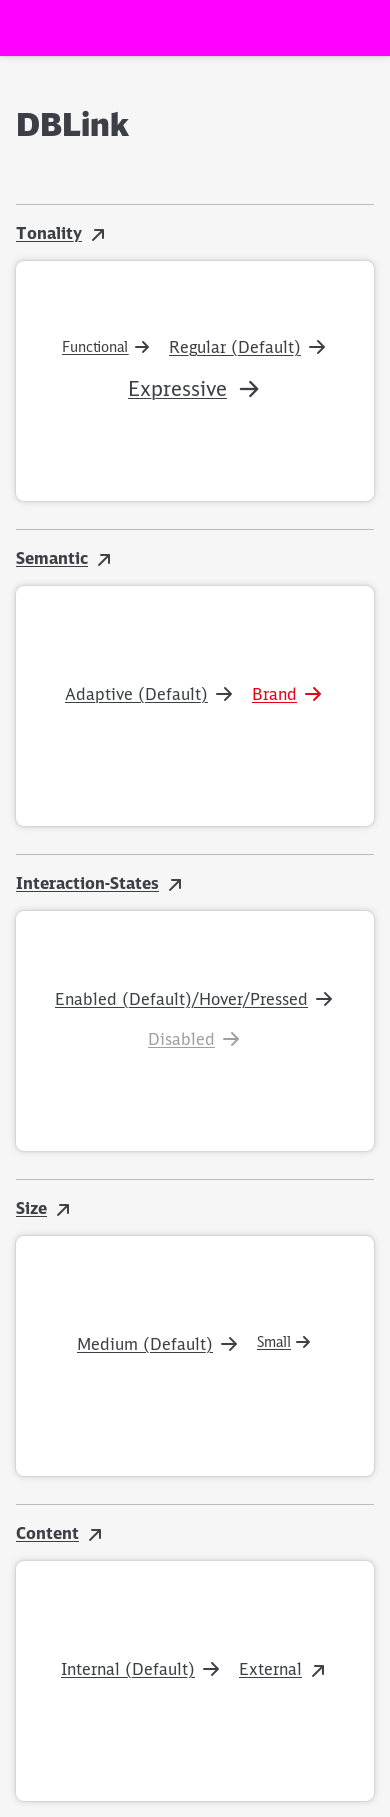 DBLink
Tonality
Functional Regular (Default)
Expressive
Semantic
Adaptive (Default) Brand
Interaction-States
Enabled (Default)/Hover/Pressed
Disabled
Size
Medium (Default) Small
Content
Internal (Default) External